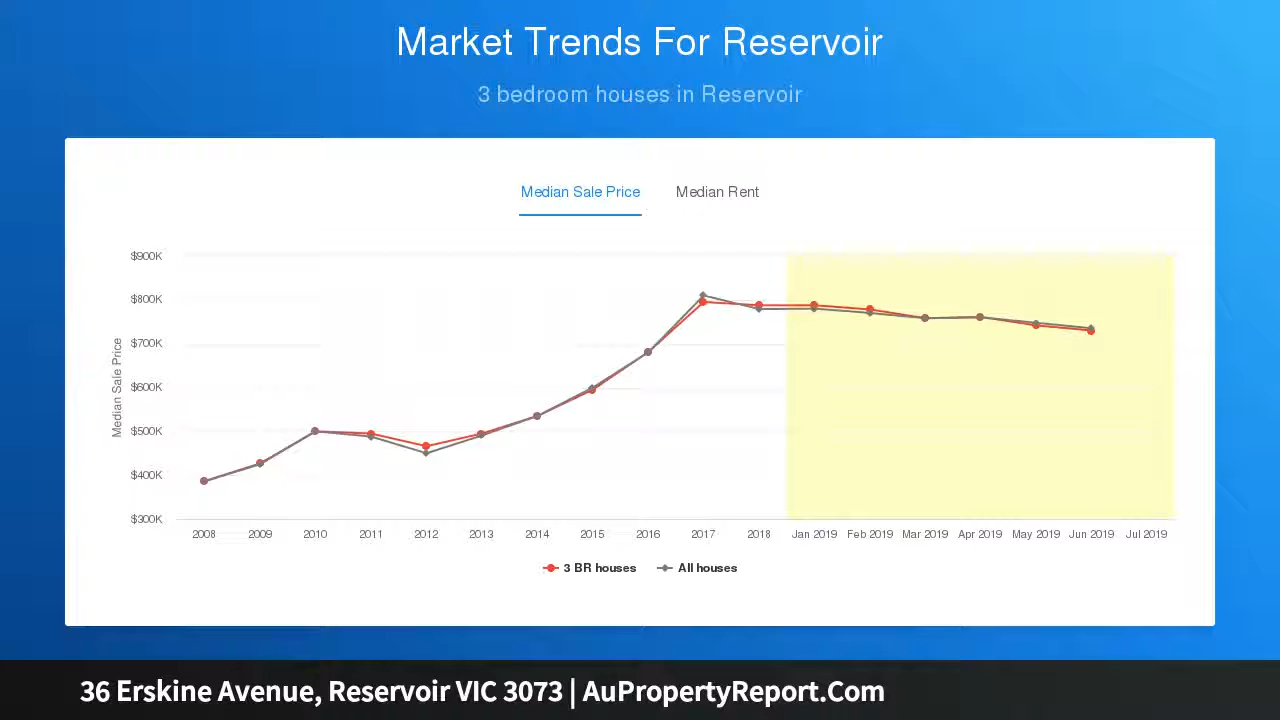 Market Trends For Reservoir
3 bedroom houses in Reservoir
Median Sale Price Median Rent
Median Sale Price
$900K
$800K
$700K
$600K
$500K
$400K
$300K
2008 2009 2010 2011 2012 2013 2014 2015 2016 2017 2018 Jan 2019 Feb 2019 Mar 2019 Apr 2019 May 2019 Jun 2019 Jul 2019
3 BR houses All houses
36 Erskine Avenue, Reservoir VIC 3073 | AuPropertyReport.Com